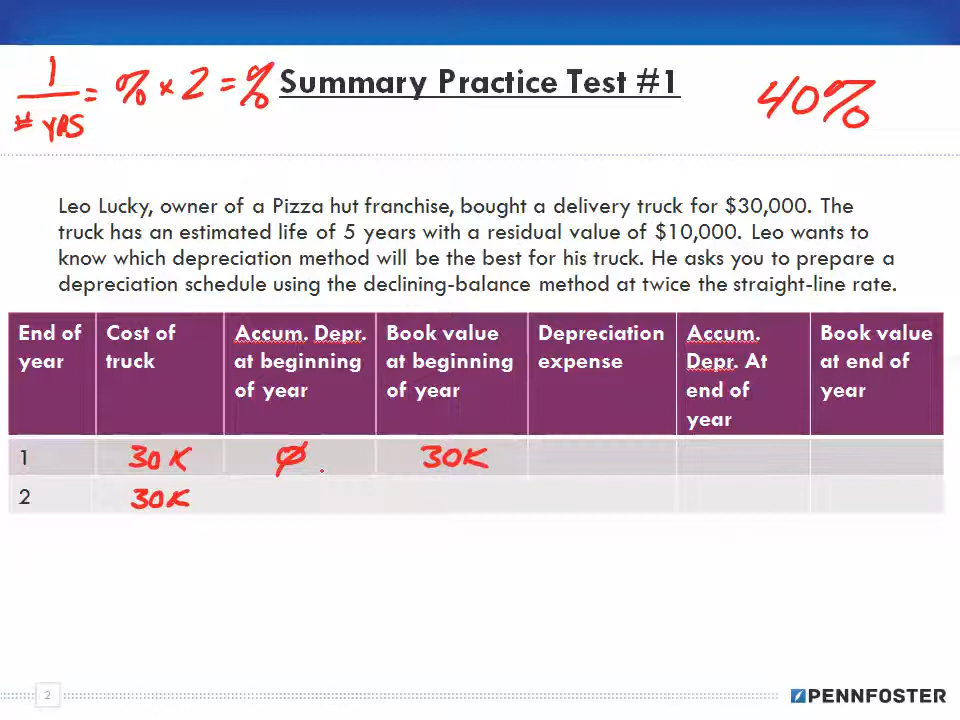 1
# YRS = % × 2 = %
Summary Practice Test #1
40%
Leo Lucky, owner of a Pizza hut franchise, bought a delivery truck for $30,000. The
truck has an estimated life of 5 years with a residual value of $10,000. Leo wants to
know which depreciation method will be the best for his truck. He asks you to prepare a
depreciation schedule using the declining-balance method at twice the straight-line rate.
End of year Cost of truck Accum. Depr. at beginning of year Book value at beginning of year Depreciation expense Accum. Depr. At end of year Book value at end of year
1 30K Ø 30K
2 30K
2
PENNFOSTER